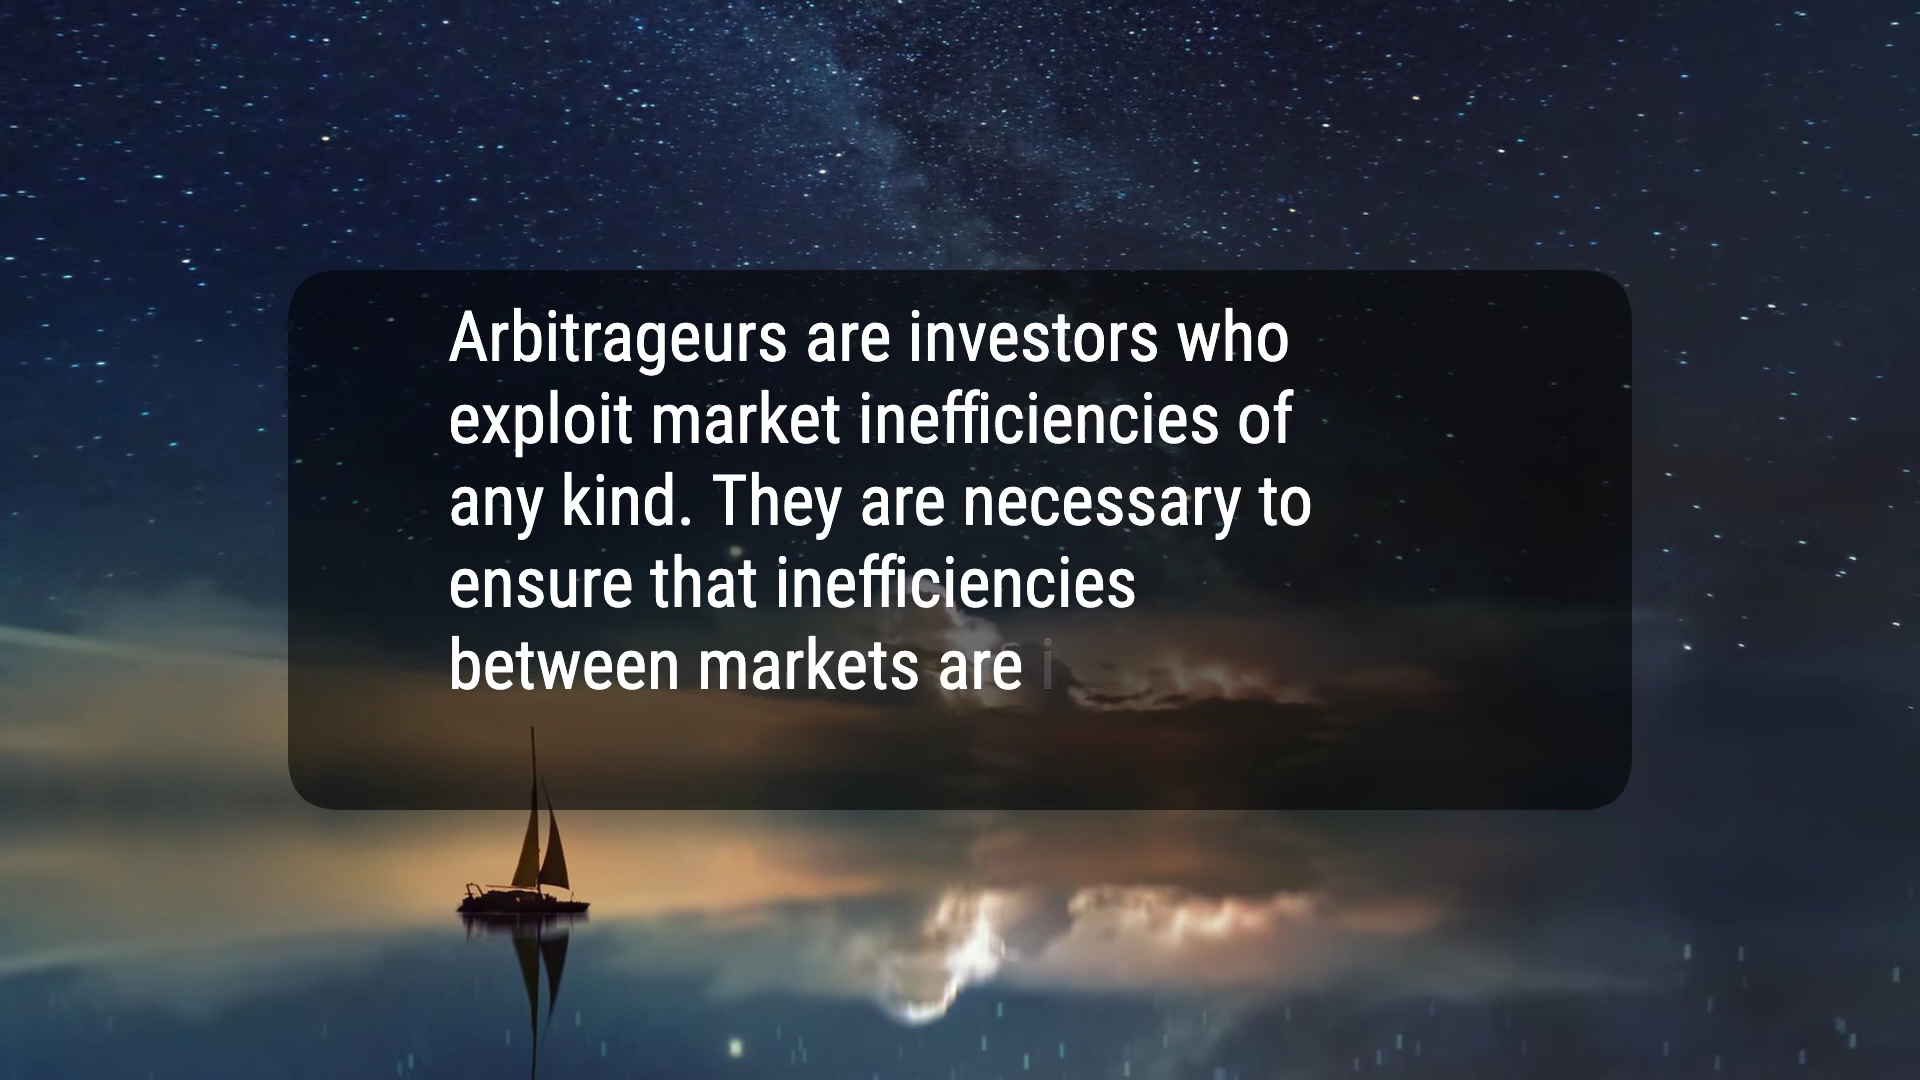 Arbitrageurs are investors who
exploit market inefficiencies of
any kind. They are necessary to
ensure that inefficiencies
between markets are i